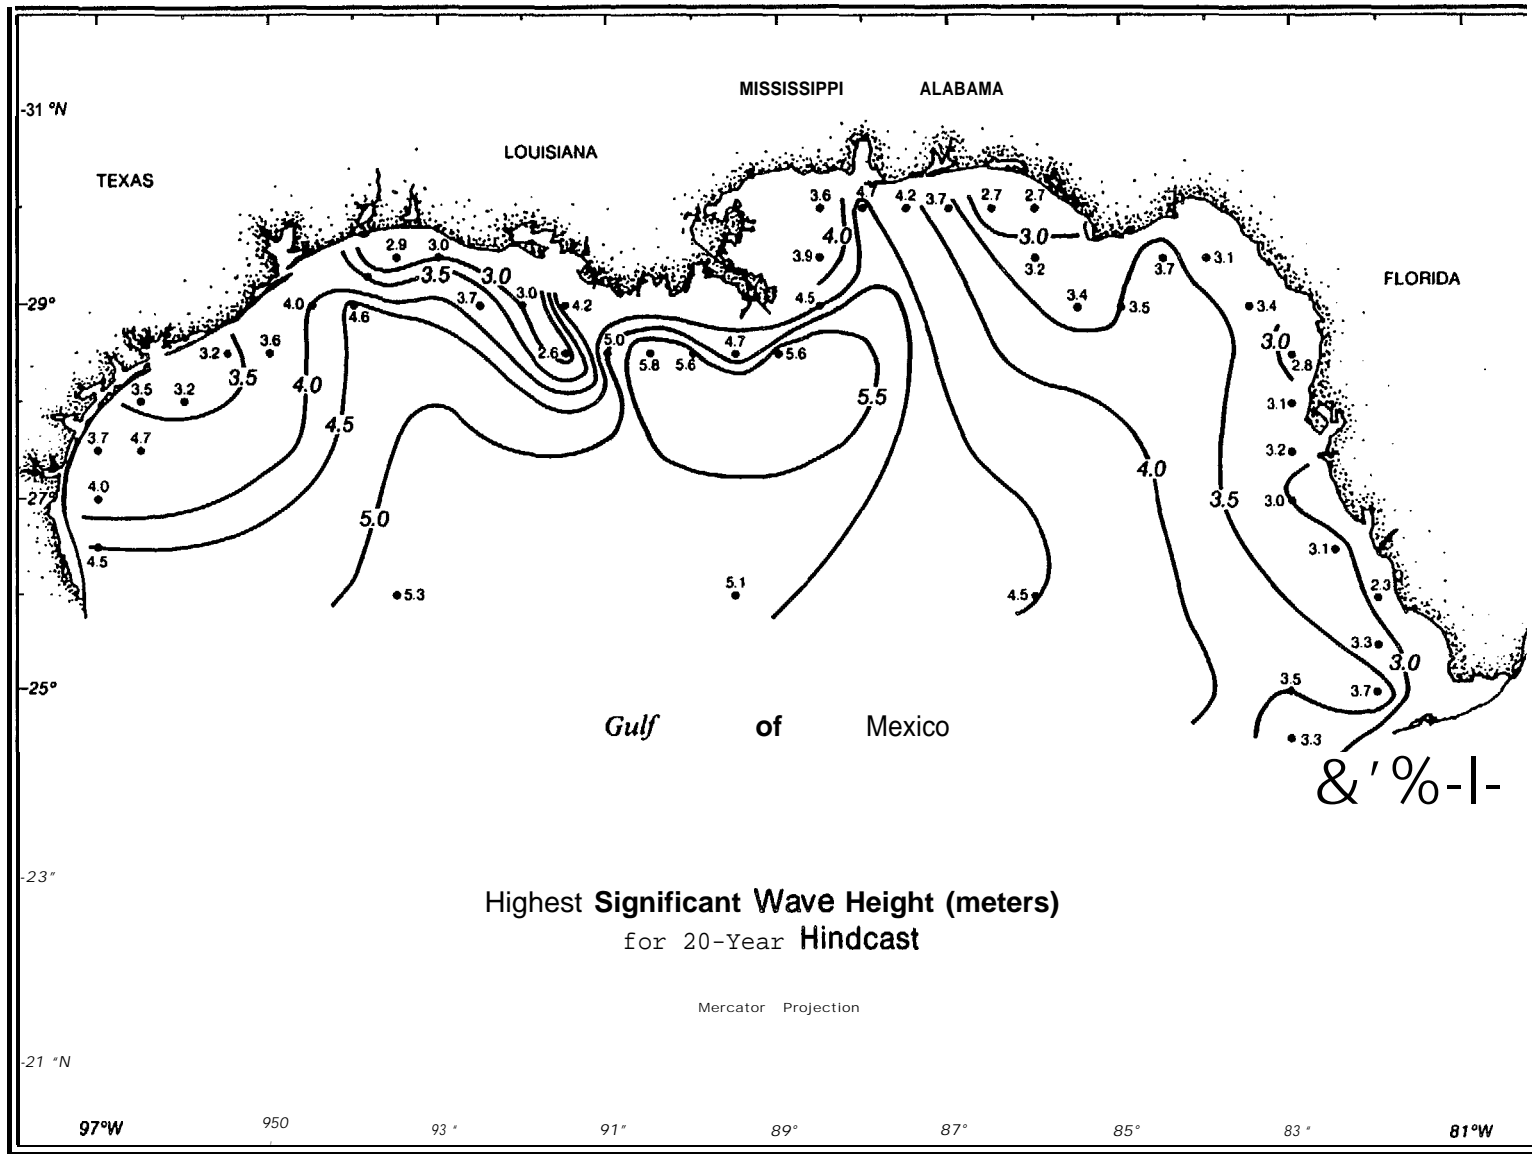 MISSISSIPPI ALABAMA
-31 °N
LOUISIANA
TEXAS
3.6 4.7 4.2 3.7 2.7 2.7
4.0 3.0
2.9 3.0 3.9 3.2 3.7 3.1
3.5 3.0 FLORIDA
-29° 4.0 4.6 3.7 3.0 4.2 4.5 3.4 3.5 3.4
3.2 3.6 2.6 5.0 5.8 5.6 4.7 5.6 3.0 2.8
3.5 4.0
3.5 3.2 5.5 3.1
4.5
3.7 4.7 3.2
4.0
-27° 4.0 3.5 3.0
5.0
4.5 3.1
5.3 5.1 4.5 2.3
3.3 3.0
-25° 3.5 3.7
Gulf of Mexico
3.3
&'%-I-
-23"
Highest Significant Wave Height (meters)
for 20-Year Hindcast
Mercator Projection
-21 "N
97°W 950 93 " 91" 89° 87° 85° 83 " 81°W